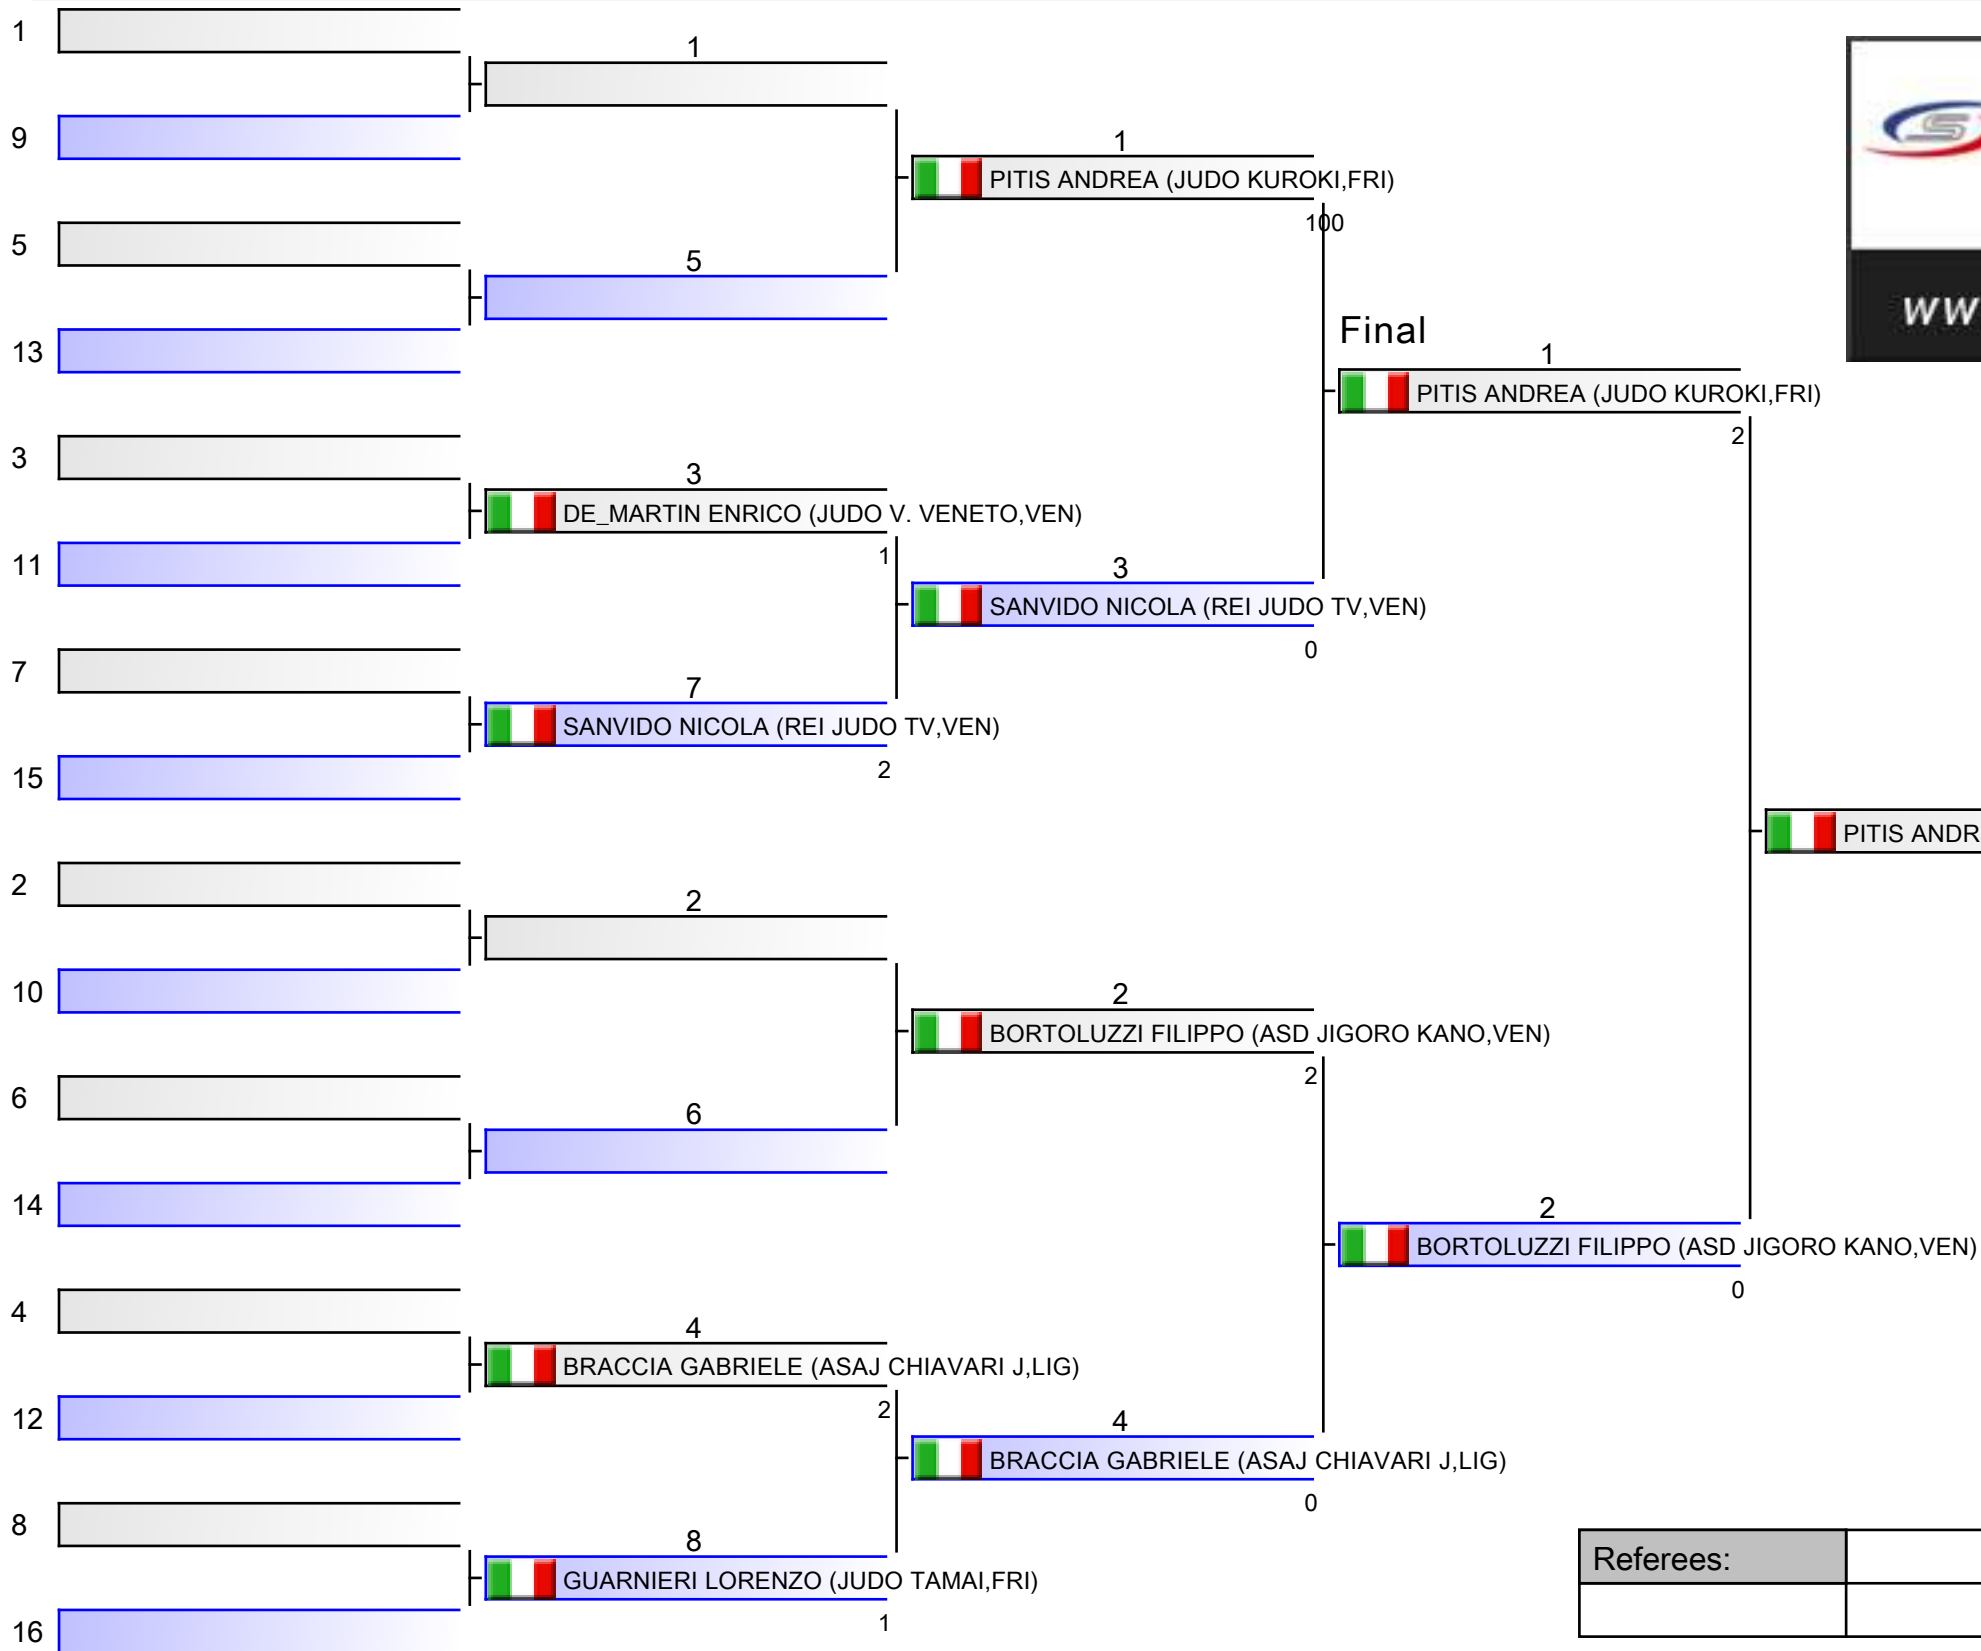 1
1
9
1
PITIS ANDREA (JUDO KUROKI,FRI)
100
5
5
13
Final
1
PITIS ANDREA (JUDO KUROKI,FRI)
2
WW
3
3
DE_MARTIN ENRICO (JUDO V. VENETO,VEN)
1
11
3
SANVIDO NICOLA (REI JUDO TV,VEN)
0
7
7
SANVIDO NICOLA (REI JUDO TV,VEN)
2
15
PITIS ANDR
2
2
10
2
BORTOLUZZI FILIPPO (ASD JIGORO KANO,VEN)
2
6
6
14
2
BORTOLUZZI FILIPPO (ASD JIGORO KANO,VEN)
0
4
4
BRACCIA GABRIELE (ASAJ CHIAVARI J,LIG)
2
12
4
BRACCIA GABRIELE (ASAJ CHIAVARI J,LIG)
0
8
8
GUARNIERI LORENZO (JUDO TAMAI,FRI)
1
16
Referees: